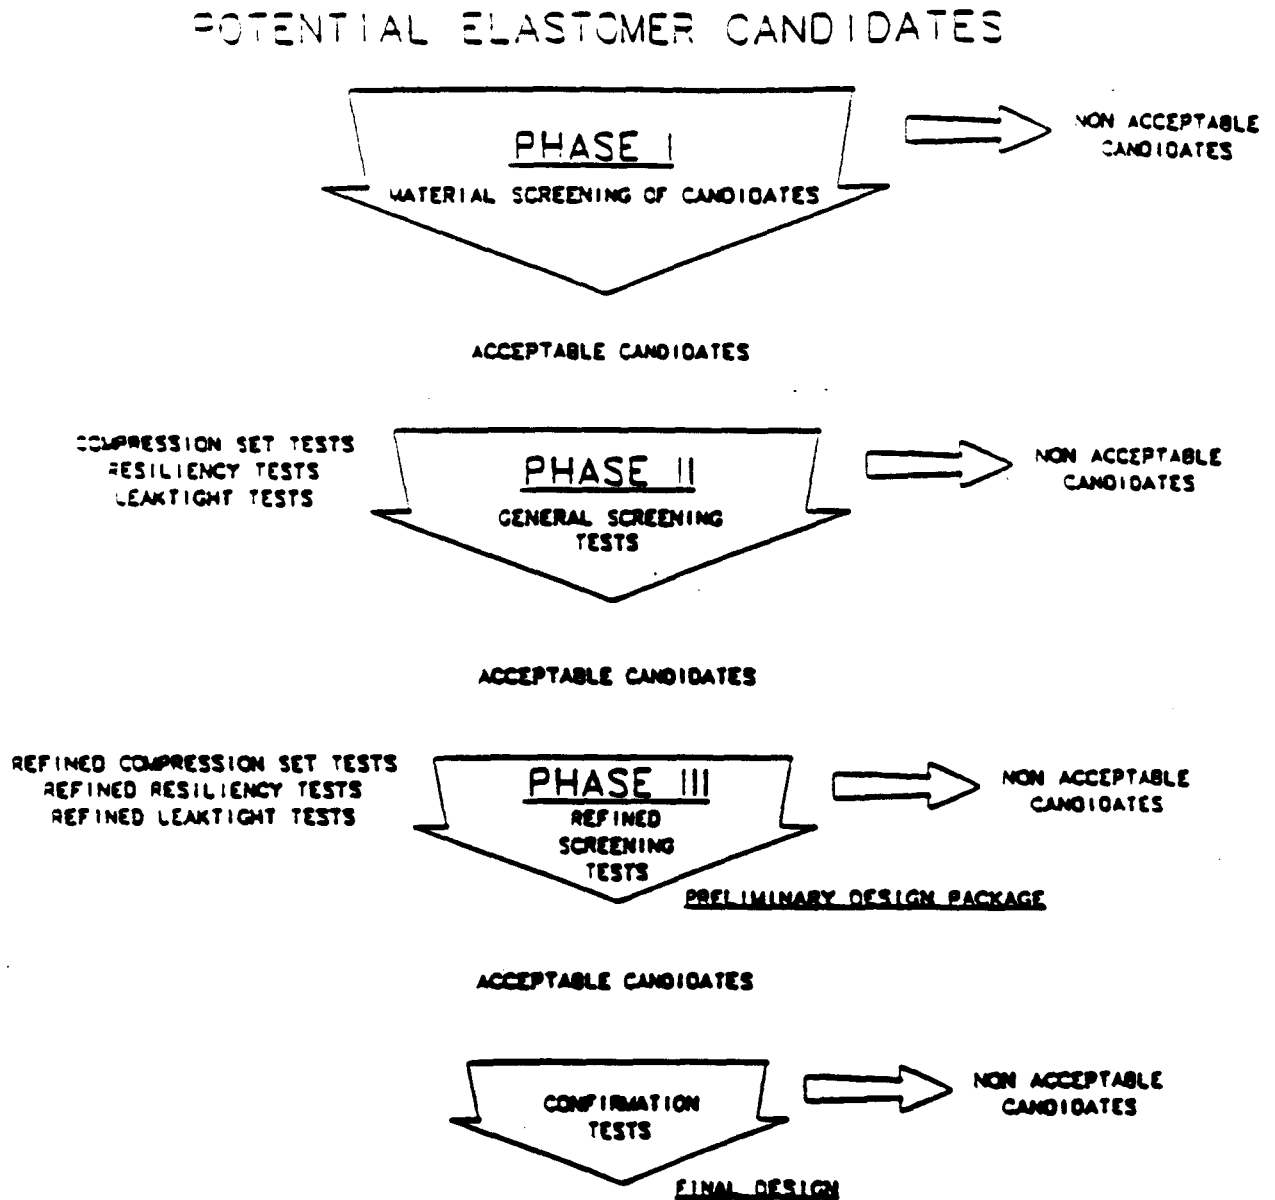 POTENTIAL ELASTOMER CANDIDATES
PHASE I
MATERIAL SCREENING OF CANDIDATES
NON ACCEPTABLE
CANDIDATES
ACCEPTABLE CANDIDATES
COMPRESSION SET TESTS
RESILIENCY TESTS
LEAKTIGHT TESTS
PHASE II
GENERAL SCREENING
TESTS
NON ACCEPTABLE
CANDIDATES
ACCEPTABLE CANDIDATES
REFINED COMPRESSION SET TESTS
REFINED RESILIENCY TESTS
REFINED LEAKTIGHT TESTS
PHASE III
REFINED
SCREENING
TESTS
NON ACCEPTABLE
CANDIDATES
PRELIMINARY DESIGN PACKAGE
ACCEPTABLE CANDIDATES
CONFIRMATION
TESTS
NON ACCEPTABLE
CANDIDATES
FINAL DESIGN